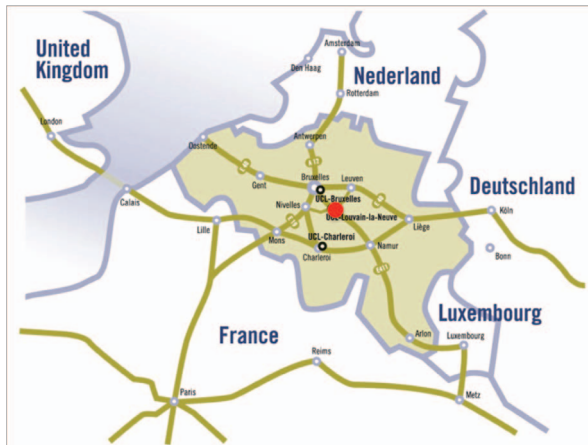 United
Kingdom
Amsterdam
Den Haag
Nederland
Rotterdam
London
Oostende
Antwerpen
Gent
Bruxelles
Leuven
UCL-Bruxelles
Deutschland
Calais
Nivelles
UCL-Louvain-la-Neuve
Köln
Lille
Mons
UCL-Charleroi
Liège
Charleroi
Namur
Bonn
Luxembourg
France
Arlon
Luxembourg
Reims
Paris
Metz